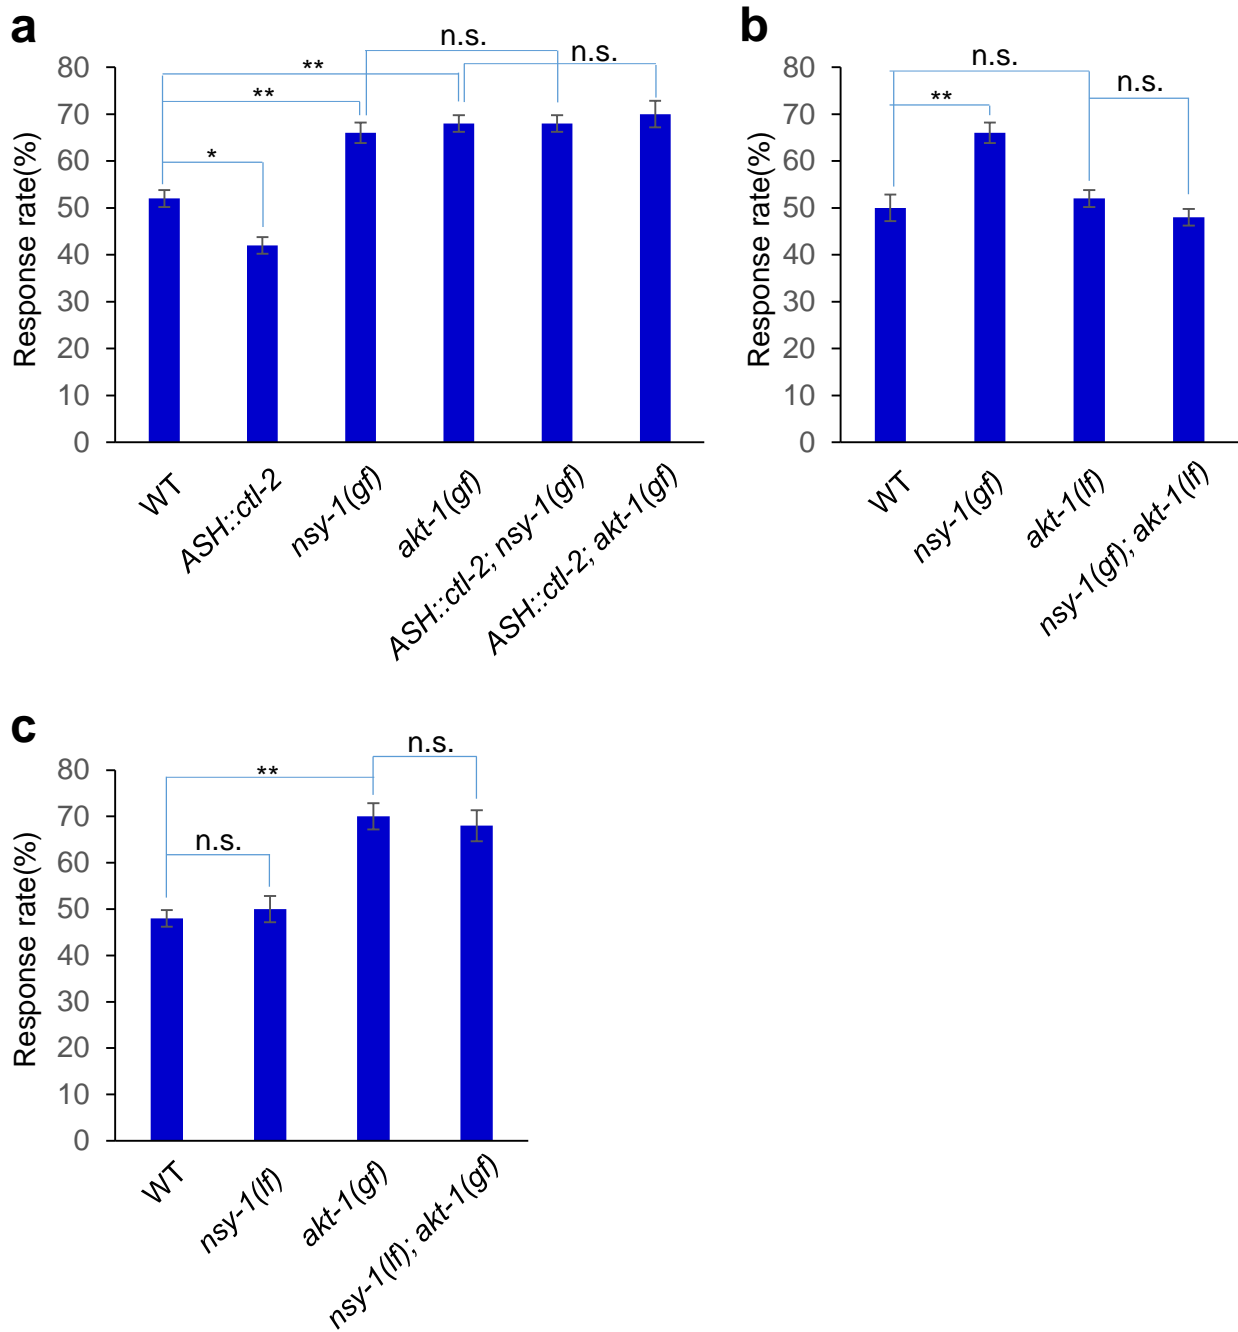 a
n.s.
n.s.
**
**
*
80
70
60
50
40
30
20
10
0
Response rate(%)
WT
ASH::ctl-2
nsy-1(gf)
akt-1(gf)
ASH::ctl-2; nsy-1(gf)
ASH::ctl-2; akt-1(gf)
b
n.s.
n.s.
**
80
70
60
50
40
30
20
10
0
Response rate(%)
WT
nsy-1(gf)
akt-1(lf)
nsy-1(gf); akt-1(lf)
c
n.s.
**
n.s.
80
70
60
50
40
30
20
10
0
Response rate(%)
WT
nsy-1(lf)
akt-1(gf)
nsy-1(lf); akt-1(gf)